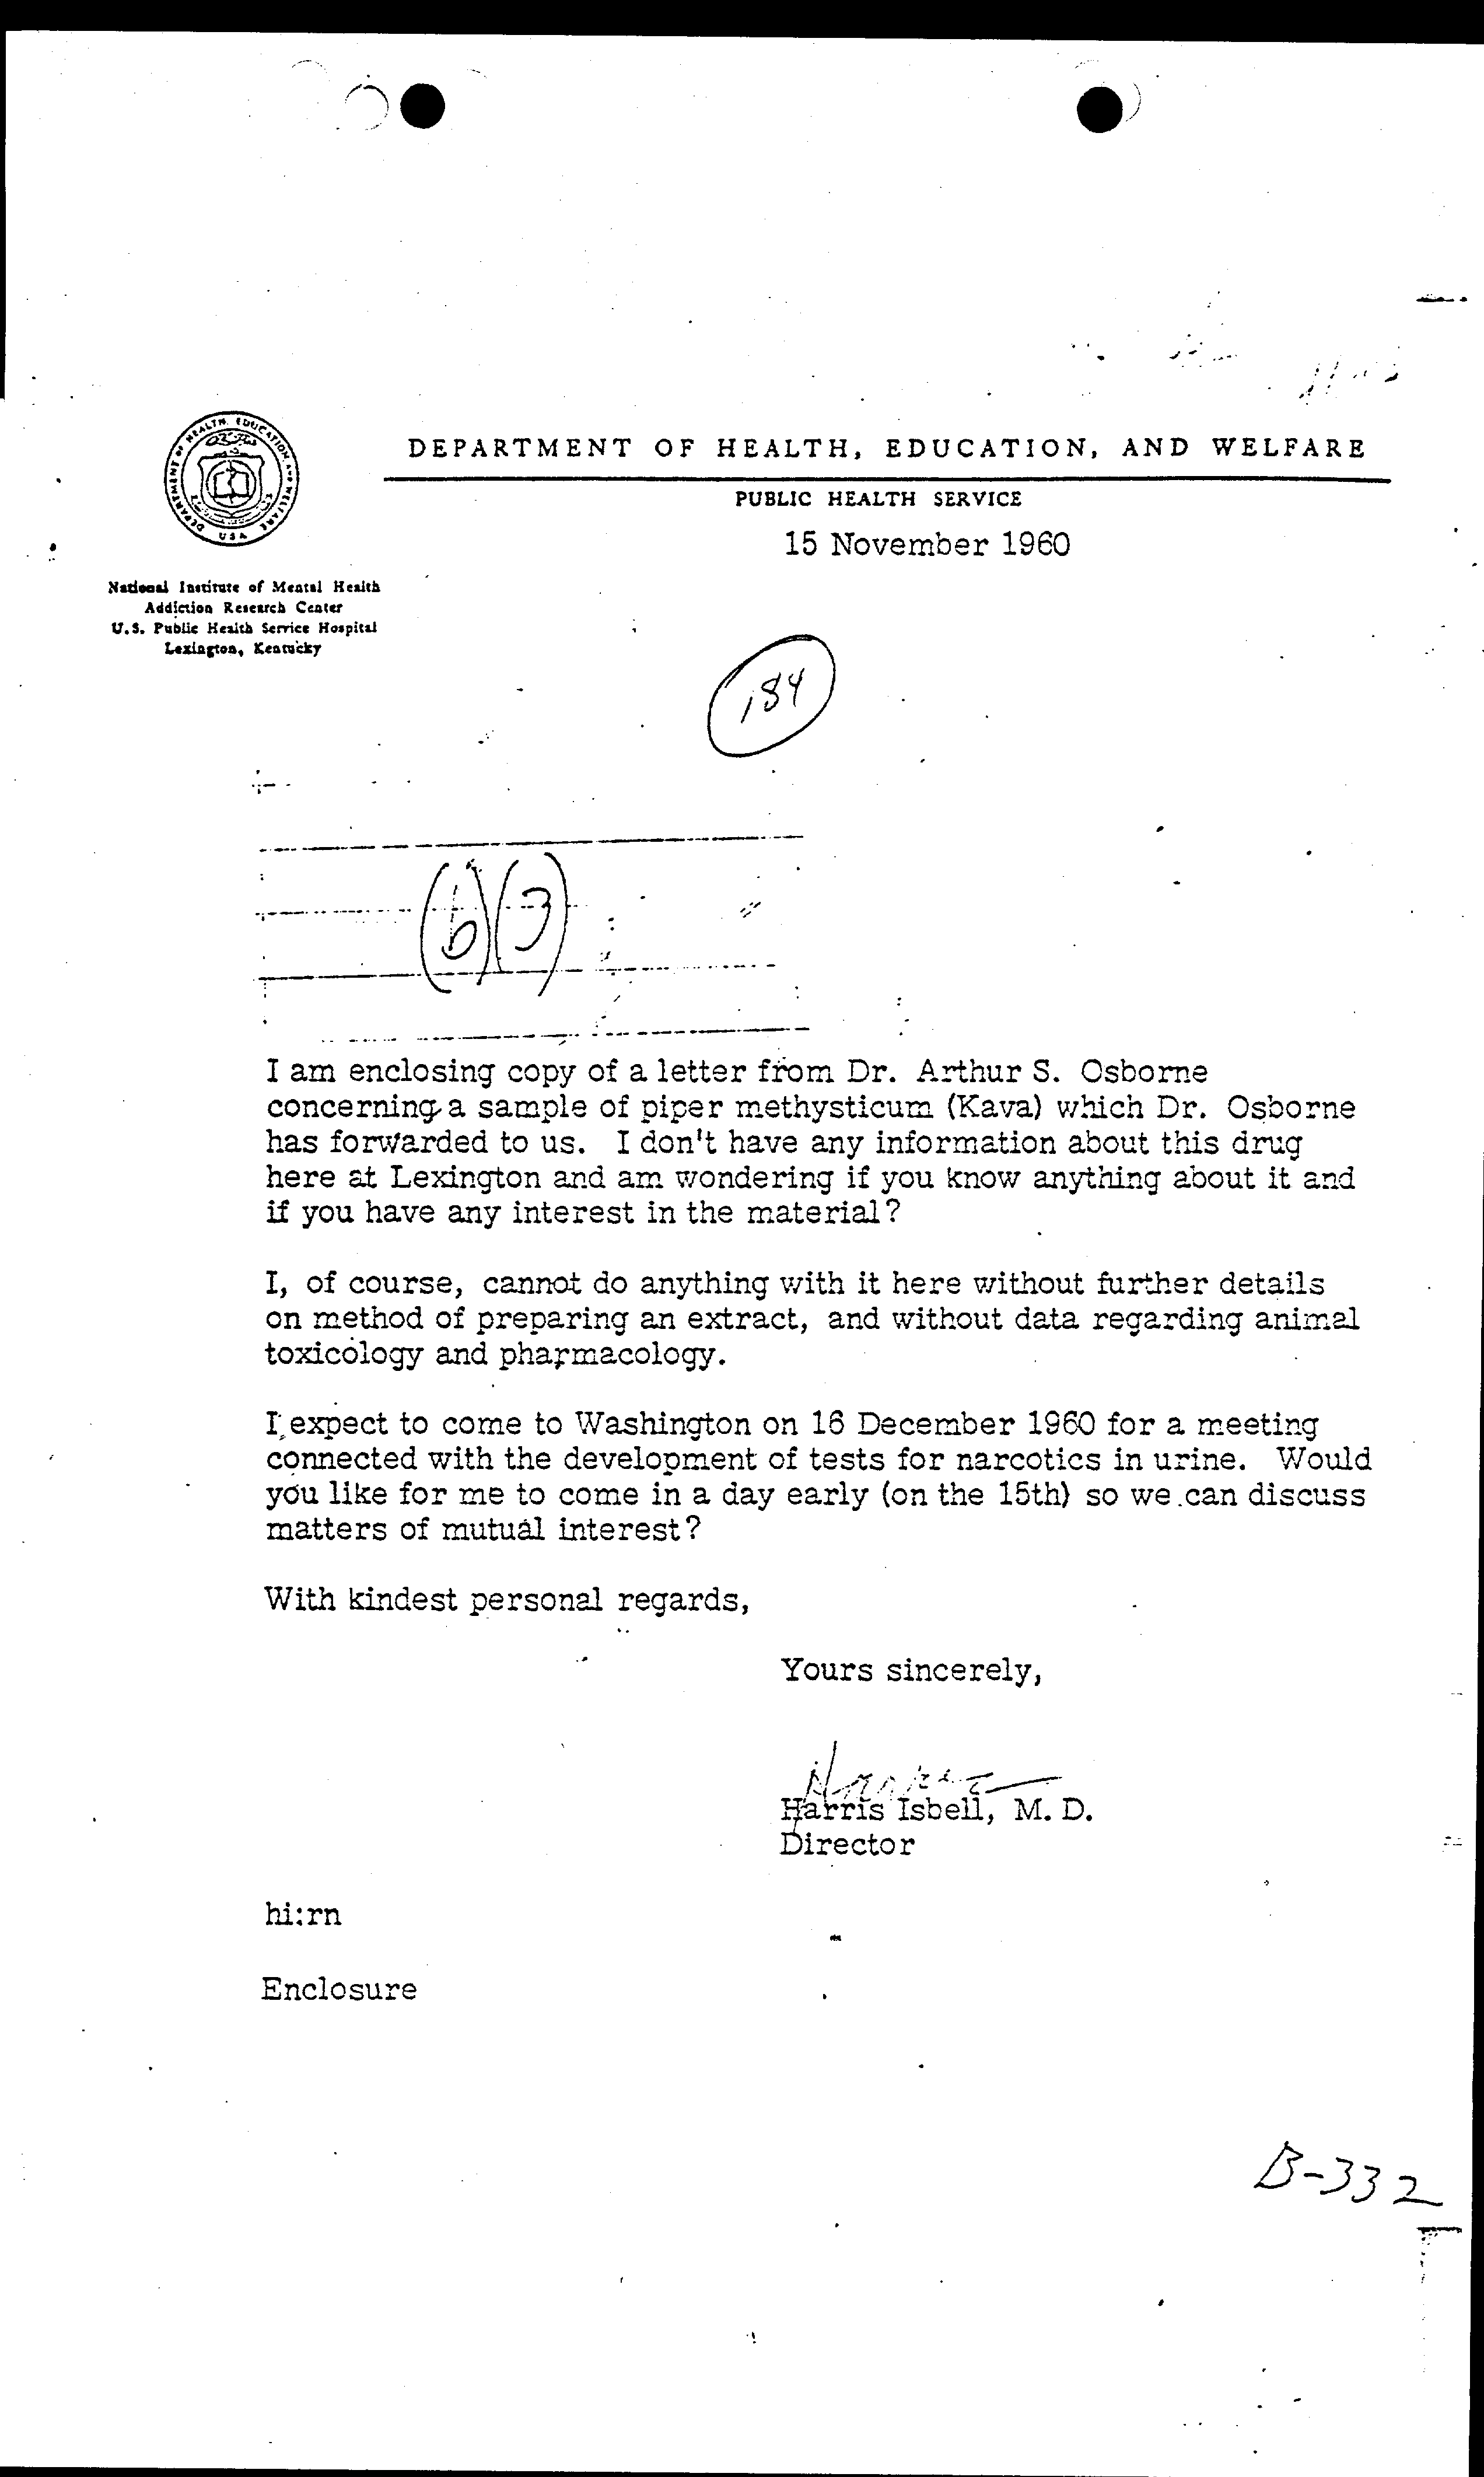 DEPARTMENT OF HEALTH, EDUCATION, AND WELFARE
PUBLIC HEALTH SERVICE
15 November 1960
DEPARTMENT OF HEALTH, EDUCATION, AND WELFARE
USA
National Institute of Mental Health
Addiction Research Center
U.S. Public Health Service Hospital
Lexington, Kentucky
184
(b)(3)
I am enclosing copy of a letter from Dr. Arthur S. Osborne
concerning a sample of piper methysticum (Kava) which Dr. Osborne
has forwarded to us. I don't have any information about this drug
here at Lexington and am wondering if you know anything about it and
if you have any interest in the material?
I, of course, cannot do anything with it here without further details
on method of preparing an extract, and without data regarding animal
toxicology and pharmacology.
I expect to come to Washington on 16 December 1960 for a meeting
connected with the development of tests for narcotics in urine. Would
you like for me to come in a day early (on the 15th) so we can discuss
matters of mutual interest?
With kindest personal regards,
Yours sincerely,
Harris Isbell, M. D.
Director
hi:rn
Enclosure
B-332